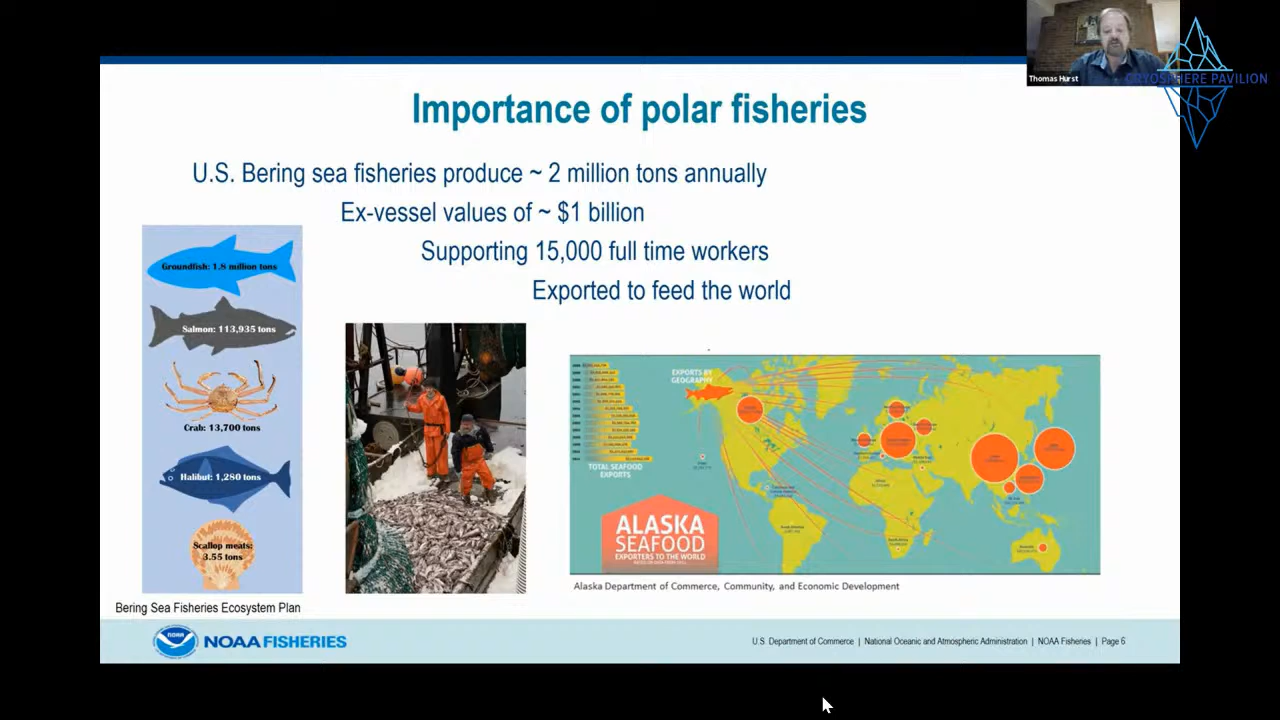 Thomas Hurst
CRYOSPHERE PAVILION
Importance of polar fisheries
U.S. Bering sea fisheries produce ~ 2 million tons annually
Ex-vessel values of ~ $1 billion
Supporting 15,000 full time workers
Exported to feed the world
Groundfish: 1.8 million tons
Salmon: 113,935 tons
Crab: 13,700 tons
Halibut: 1,280 tons
Scallop meats:
3.55 tons
Bering Sea Fisheries Ecosystem Plan
EXPORTS BY
GEOGRAPHY
TOTAL SEAFOOD
EXPORTS
ALASKA
SEAFOOD
EXPORTERS TO THE WORLD
Alaska Department of Commerce, Community, and Economic Development
NOAA
NOAA FISHERIES
U.S. Department of Commerce | National Oceanic and Atmospheric Administration | NOAA Fisheries | Page 6